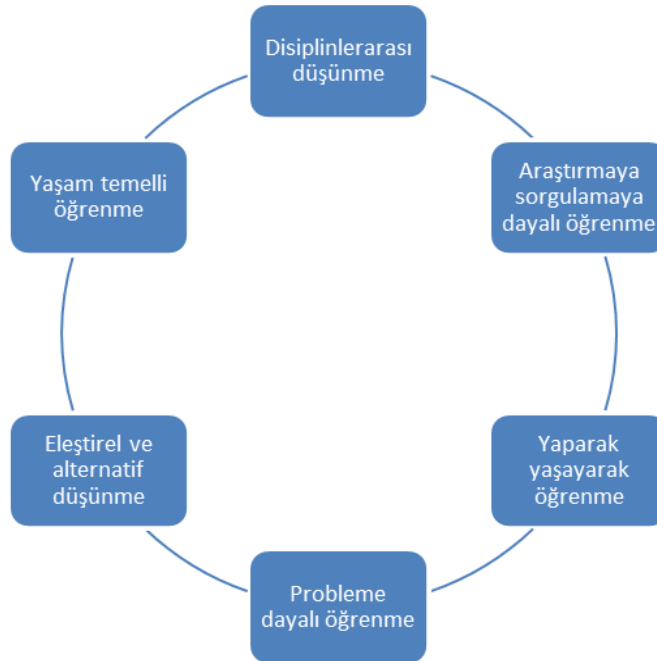 Disiplinlerarası
düşünme
Araştırmaya
sorgulamaya
dayalı öğrenme
Yaparak
yaşayarak
öğrenme
Probleme
dayalı öğrenme
Eleştirel ve
alternatif
düşünme
Yaşam temelli
öğrenme